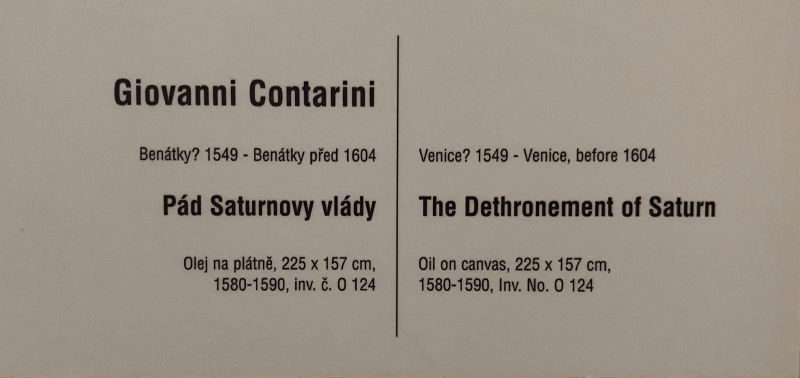 Giovanni Contarini
Benátky? 1549 - Benátky před 1604
Pád Saturnovy vlády
Olej na plátně, 225 x 157 cm,
1580-1590, inv. č. O 124
Venice? 1549 - Venice, before 1604
The Dethronement of Saturn
Oil on canvas, 225 x 157 cm,
1580-1590, Inv. No. O 124